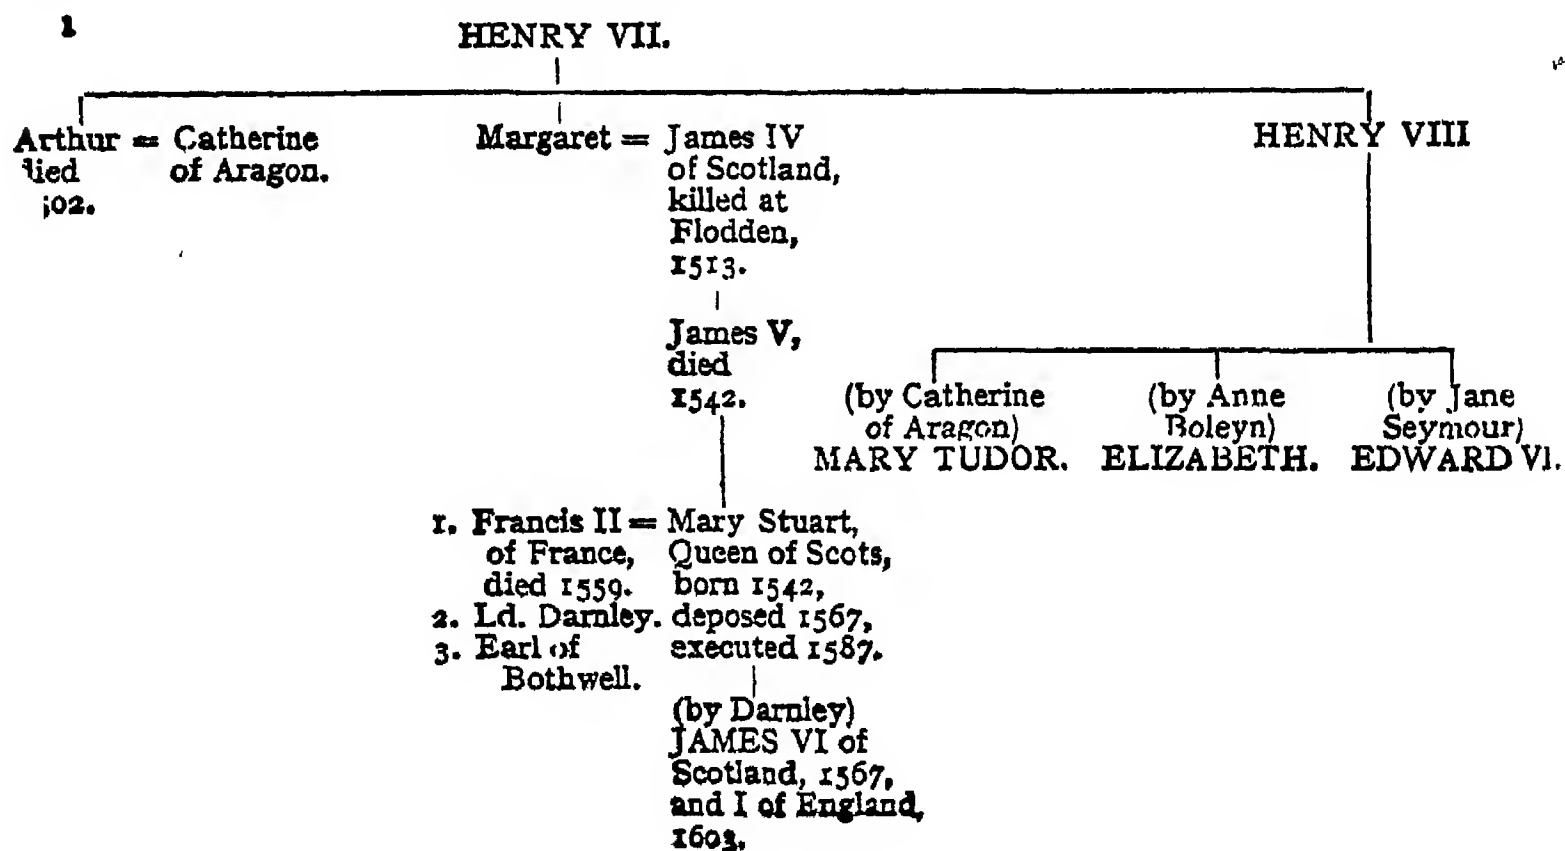 1
HENRY VII.
Arthur = Catherine
died of Aragon.
502.
Margaret = James IV
of Scotland,
killed at
Flodden,
1513.
HENRY VIII
James V,
died
1542.
(by Catherine
of Aragon)
MARY TUDOR.
(by Anne
Boleyn)
ELIZABETH.
(by Jane
Seymour)
EDWARD VI.
1. Francis II = Mary Stuart,
of France, Queen of Scots,
died 1559. born 1542,
2. Ld. Darnley. deposed 1567,
3. Earl of executed 1587.
Bothwell.
(by Darnley)
JAMES VI of
Scotland, 1567,
and I of England,
1603.